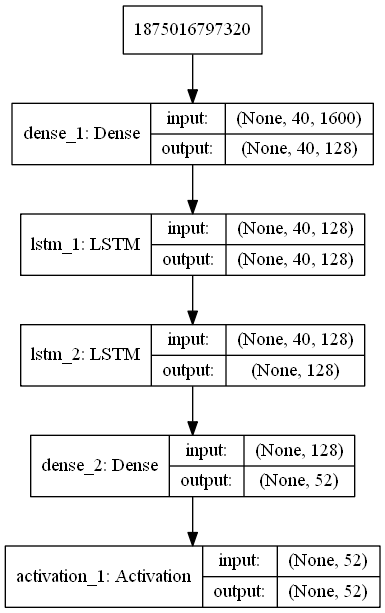 1875016797320
dense_1: Dense
input: (None, 40, 1600)
output: (None, 40, 128)
lstm_1: LSTM
input: (None, 40, 128)
output: (None, 40, 128)
lstm_2: LSTM
input: (None, 40, 128)
output: (None, 128)
dense_2: Dense
input: (None, 128)
output: (None, 52)
activation_1: Activation
input: (None, 52)
output: (None, 52)